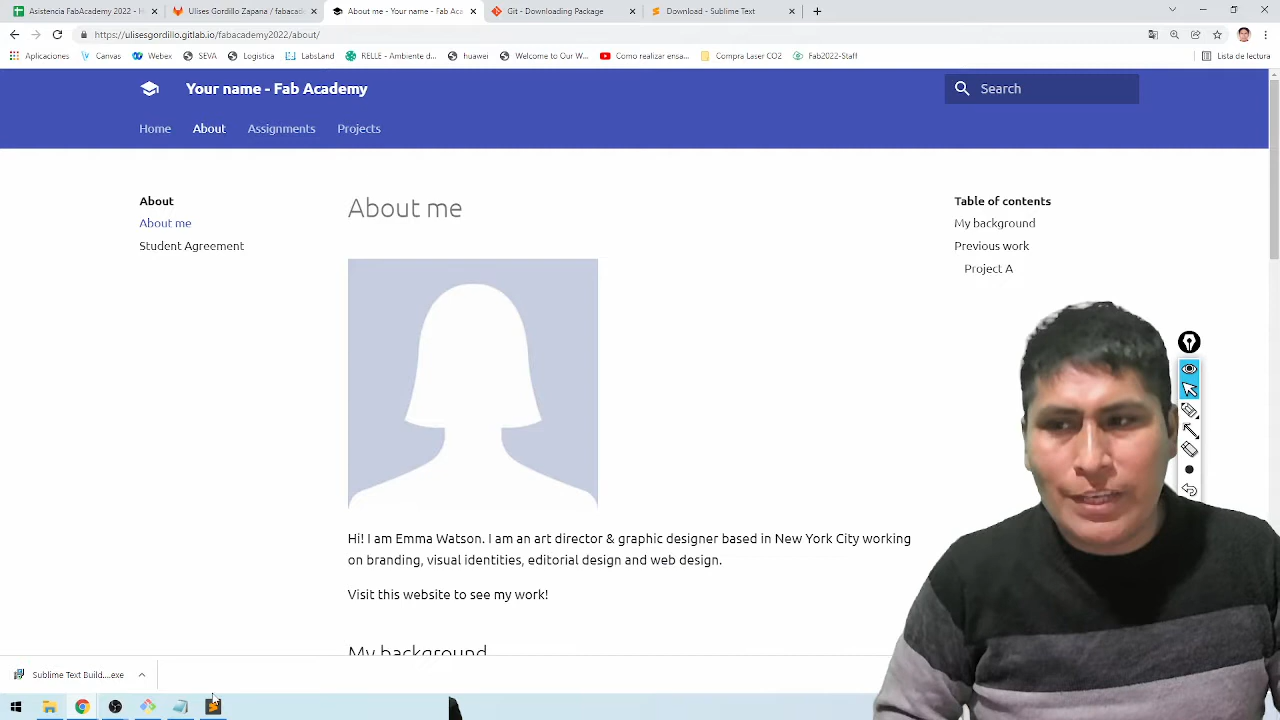 Asistencia FabAcademy 2022 - H
Ulises Gordillo Zapana / fabacade
About me - Your name - Fab Aca
Git - Downloading Package
Download - Sublime Text
https://ulisesgordillo.gitlab.io/fabacademy2022/about/
Aplicaciones
Canvas
Webex
SEVA
Logistica
Labsland
RELLE - Ambiente d
huawei
Welcome to Our W...
Como realizar ensa...
Compra Laser CO2
Fab2022-Staff
Lista de lectura
Your name - Fab Academy
Search
Home
About
Assignments
Projects
About
About me
Student Agreement
About me
Table of contents
My background
Previous work
Project A
Hi! I am Emma Watson. I am an art director & graphic designer based in New York City working
on branding, visual identities, editorial design and web design.
Visit this website to see my work!
My background
Sublime Text Build....exe